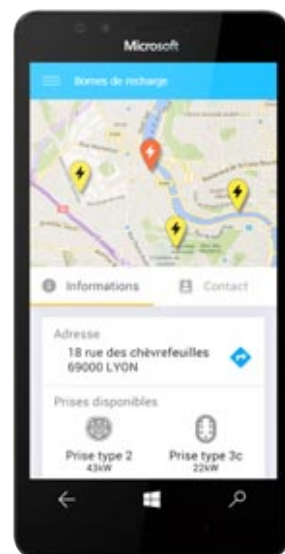 Microsoft
Bornes de recharge
Informations
Contact
Adresse
18 rue des chèvrefeuilles
69000 LYON
Prises disponibles
Prise type 2
43kW
Prise type 3c
22kW